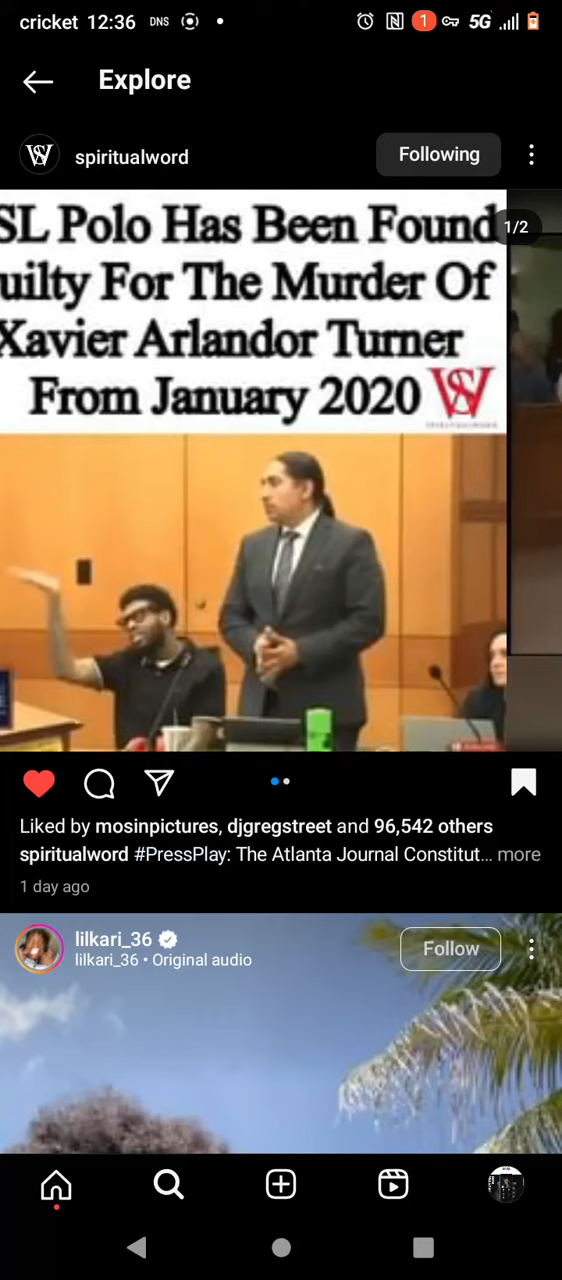 cricket 12:36 DNS 1 5G
Explore
spiritualword Following
1/2
SL Polo Has Been Found
uilty For The Murder Of
Xavier Arlandor Turner
From January 2020
Liked by mosinpictures, djgregstreet and 96,542 others
spiritualword #PressPlay: The Atlanta Journal Constitut... more
1 day ago
lilkari_36 Follow
lilkari_36 • Original audio